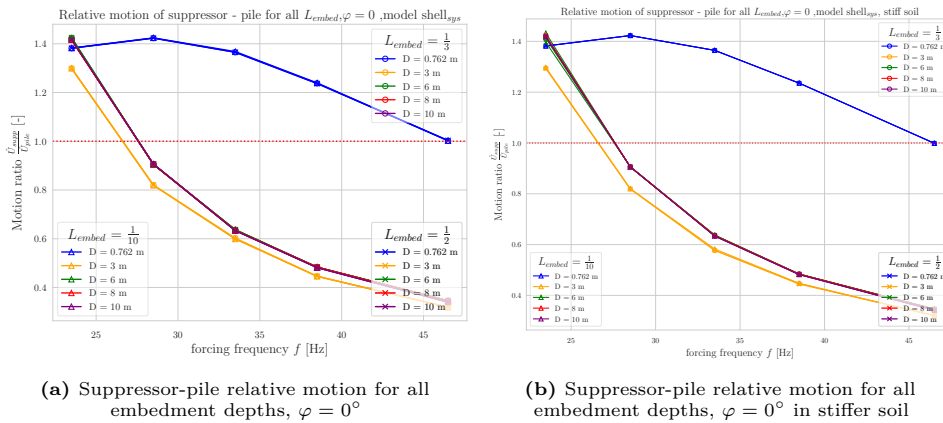 Relative motion of suppressor - pile for all L_embed,φ = 0 ,model shell_sys
Motion ratio Û_supp/Û_pile [-]
1.4
1.2
1.0
0.8
0.6
0.4
L_embed = 1/3
D = 0.762 m
D = 3 m
D = 6 m
D = 8 m
D = 10 m
L_embed = 1/10
D = 0.762 m
D = 3 m
D = 6 m
D = 8 m
D = 10 m
L_embed = 1/2
D = 0.762 m
D = 3 m
D = 6 m
D = 8 m
D = 10 m
25 30 35 40 45
forcing frequency f [Hz]
(a) Suppressor-pile relative motion for all
embedment depths, φ = 0°
Relative motion of suppressor - pile for all L_embed,φ = 0 ,model shell_sys, stiff soil
Motion ratio Û_supp/Û_pile [-]
1.4
1.2
1.0
0.8
0.6
0.4
L_embed = 1/3
D = 0.762 m
D = 3 m
D = 6 m
D = 8 m
D = 10 m
L_embed = 1/10
D = 0.762 m
D = 3 m
D = 6 m
D = 8 m
D = 10 m
L_embed = 1/2
D = 0.762 m
D = 3 m
D = 6 m
D = 8 m
D = 10 m
25 30 35 40 45
forcing frequency f [Hz]
(b) Suppressor-pile relative motion for all
embedment depths, φ = 0° in stiffer soil